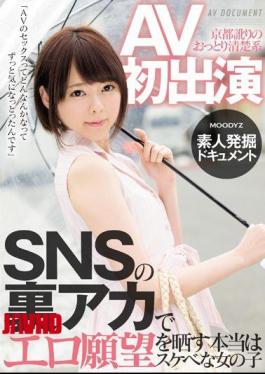 AV DOCUMENT
京都訛りの
おっとり清楚系
AV
初出演
MOODYZ
素人発掘
ドキュメント
「AVのセックスってどんなんかなって
ずっと気になっとったんです」
SNSの
裏アカで
JAVHD
エロ願望を晒す本当は
スケベな女の子